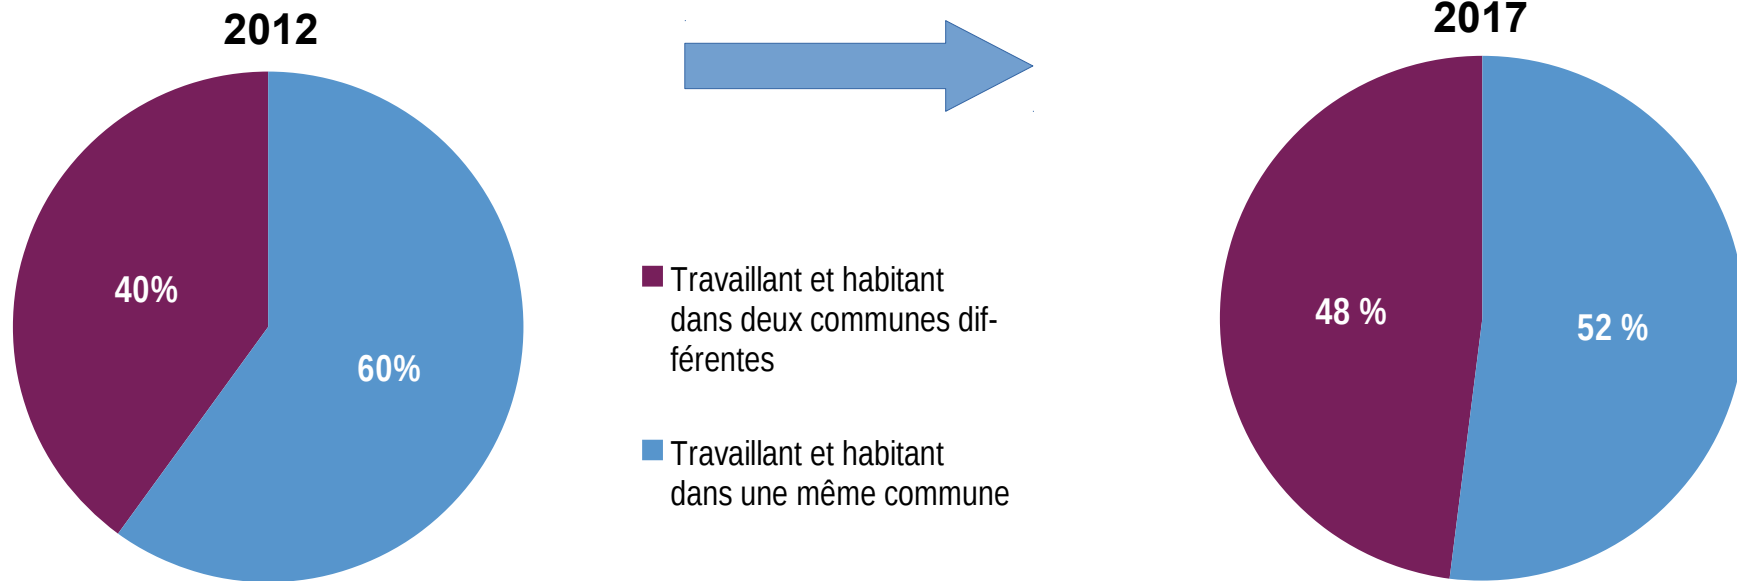 2012
2017
40%
60%
Travaillant et habitant
dans deux communes dif-
férentes
Travaillant et habitant
dans une même commune
48 %
52 %